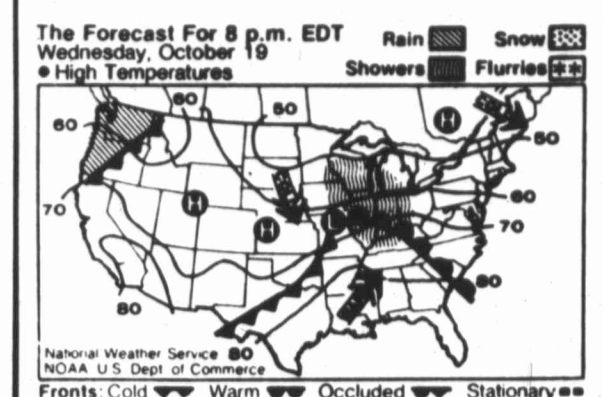 The Forecast For 8 p.m. EDT
Wednesday, October 19
• High Temperatures
Rain Snow
Showers Flurries
60 50
60 H
50
H 60
70 H L 70
80 80
National Weather Service 80
NOAA U S Dept of Commerce
Fronts: Cold Warm Occluded Stationary